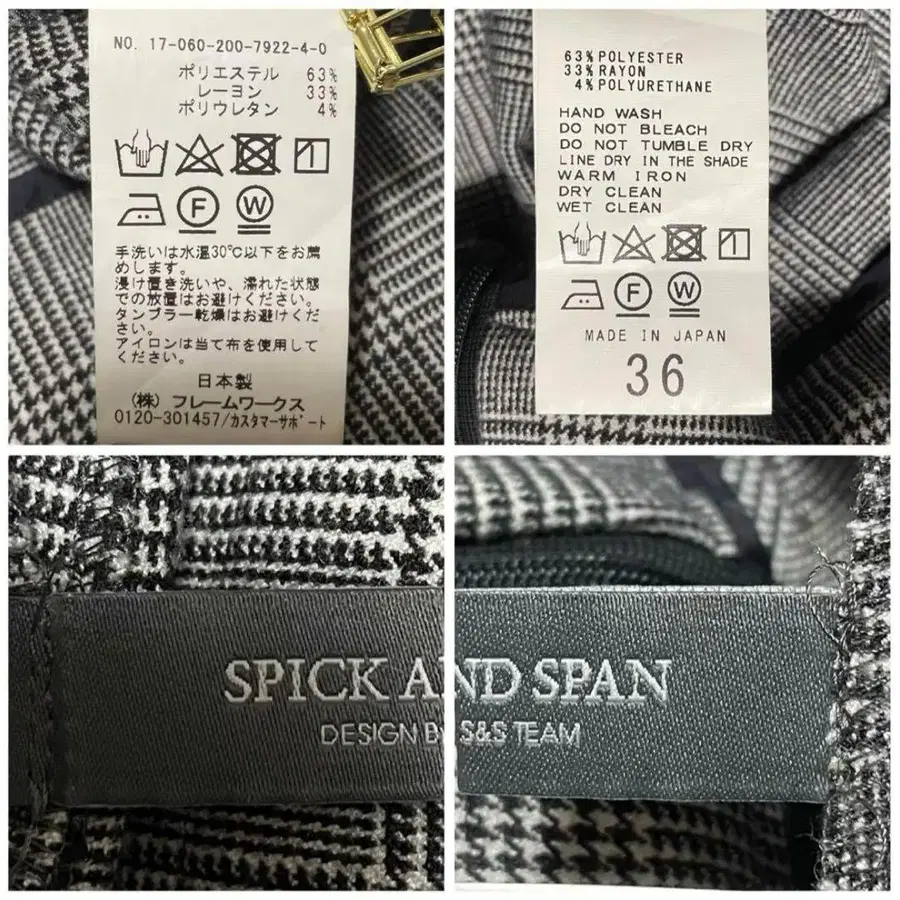 NO. 17-060-200-7922-4-0
ポリエステル 63%
レーヨン 33%
ポリウレタン 4%
F W
手洗いは水温30℃以下をお薦
めします。
浸け置き洗いや、濡れた状態
での放置はお避けください。
タンブラー乾燥はお避けくだ
さい。
アイロンは当て布を使用して
ください。
日本製
(株) フレームワークス
0120-301457/カスタマーサポート
63%POLYESTER
33%RAYON
4%POLYURETHANE
HAND WASH
DO NOT BLEACH
DO NOT TUMBLE DRY
LINE DRY IN THE SHADE
WARM IRON
DRY CLEAN
WET CLEAN
F W
MADE IN JAPAN
36
SPICK AND SPAN
DESIGN BY S&S TEAM